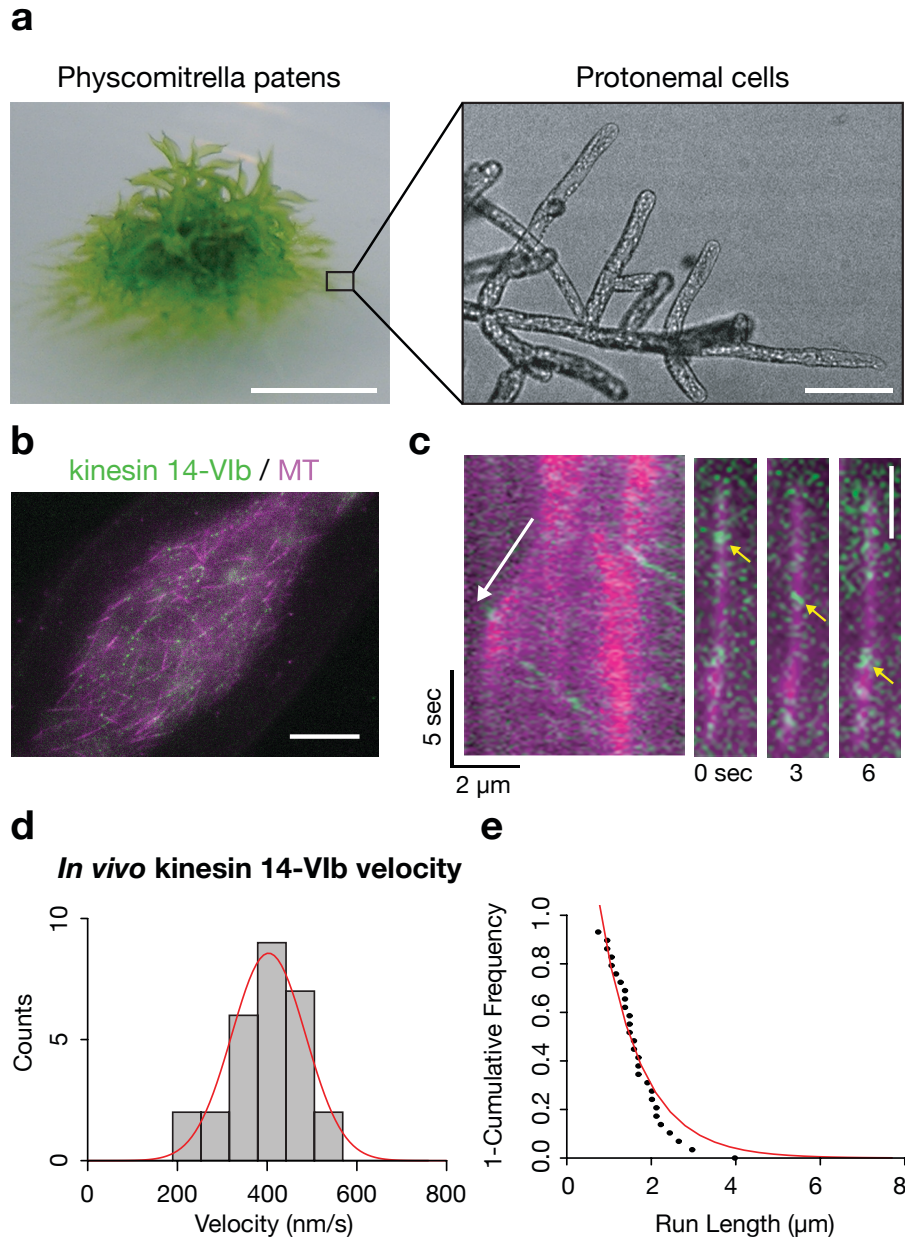 a
Physcomitrella patens
Protonemal cells
b
kinesin 14-VIb / MT
c
5 sec
2 μm
0 sec
3
6
d
In vivo kinesin 14-VIb velocity
Counts
10
5
0
0
200
400
600
800
Velocity (nm/s)
e
1-Cumulative Frequency
1.0
0.8
0.6
0.4
0.2
0.0
0
2
4
6
8
Run Length (μm)